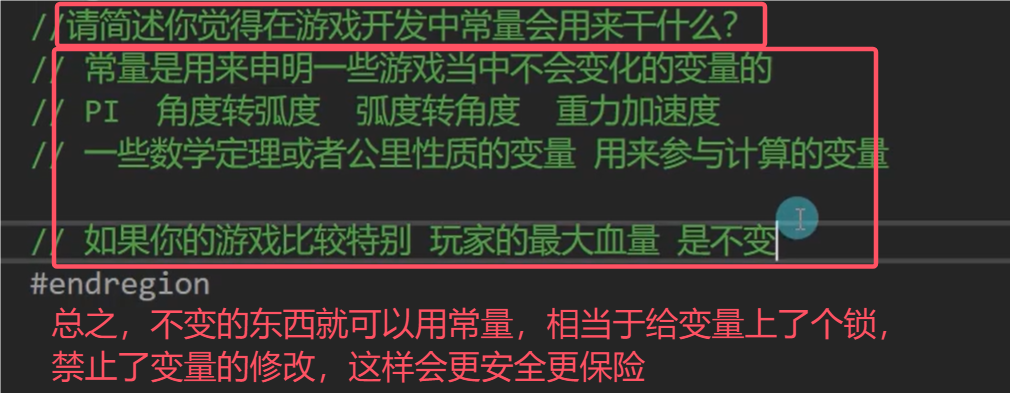 //请简述你觉得在游戏开发中常量会用来干什么?
// 常量是用来申明一些游戏当中不会变化的变量的
// PI 角度转弧度 弧度转角度 重力加速度
// 一些数学定理或者公里性质的变量 用来参与计算的变量
// 如果你的游戏比较特别 玩家的最大血量 是不变
#endregion
总之，不变的东西就可以用常量，相当于给变量上了个锁，
禁止了变量的修改，这样会更安全更保险